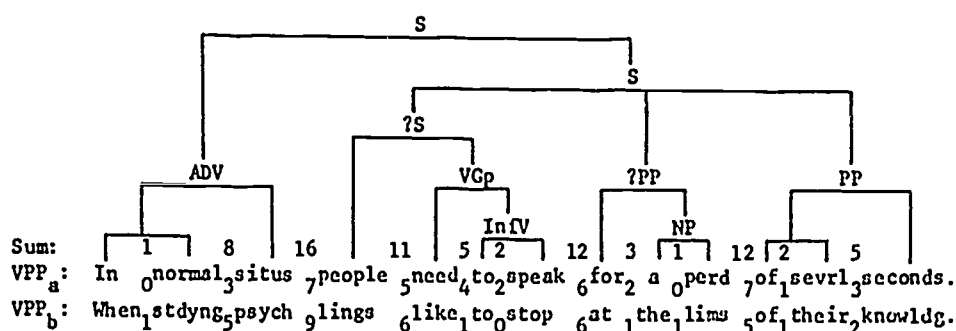 S
S
?S
ADV VGp ?PP PP
InfV NP
Sum: 1 8 16 11 5 2 12 3 1 12 2 5
VPPa: In 0normal3situs 7people 5need4to2speak 6for2 a 0perd 7of1sevrl3seconds.
VPPb: When1stdyng5psych 9lings 6like1to0stop 6at 1the1lims 5of1their2knowldg.